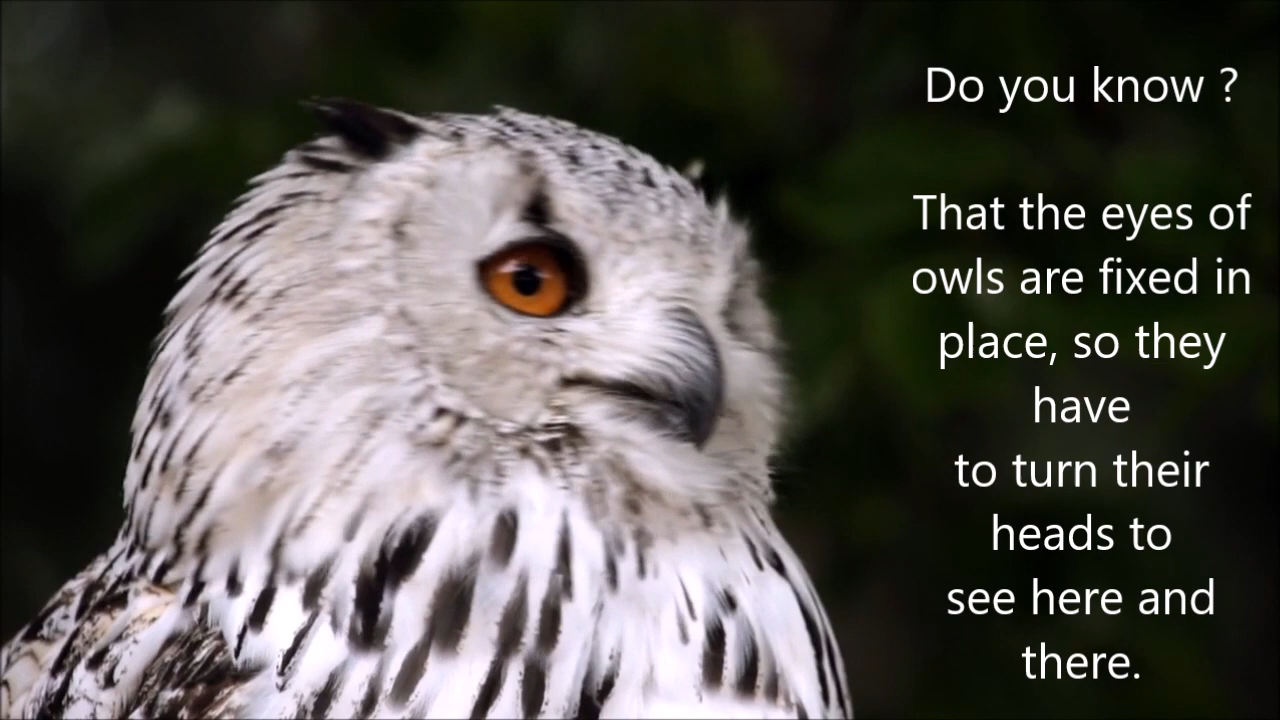 Do you know ?
That the eyes of
owls are fixed in
place, so they
have
to turn their
heads to
see here and
there.